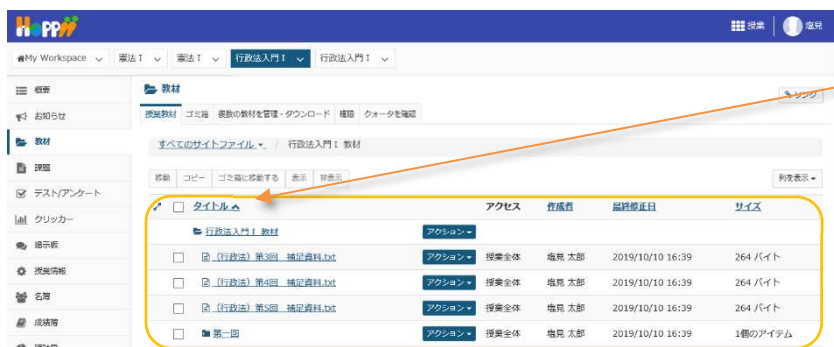 HoPPii
授業 塩見
My Workspace 憲法 I 憲法 I 行政法入門 I 行政法入門 I
概要
お知らせ
教材
課題
テスト/アンケート
クリッカー
掲示板
授業情報
名簿
成績簿
教材
リンク
授業教材 ゴミ箱 複数の教材を管理・ダウンロード 権限 クォータを確認
すべてのサイトファイル / 行政法入門 I 教材
移動 コピー ゴミ箱に移動する 表示 非表示 列を表示
タイトル アクセス 作成者 最終修正日 サイズ
行政法入門 I 教材 アクション
（行政法）第3回 補足資料.txt アクション 授業全体 塩見 太郎 2019/10/10 16:39 264 バイト
（行政法）第4回 補足資料.txt アクション 授業全体 塩見 太郎 2019/10/10 16:39 264 バイト
（行政法）第5回 補足資料.txt アクション 授業全体 塩見 太郎 2019/10/10 16:39 264 バイト
第一回 アクション 授業全体 塩見 太郎 2019/10/10 16:39 1個のアイテム